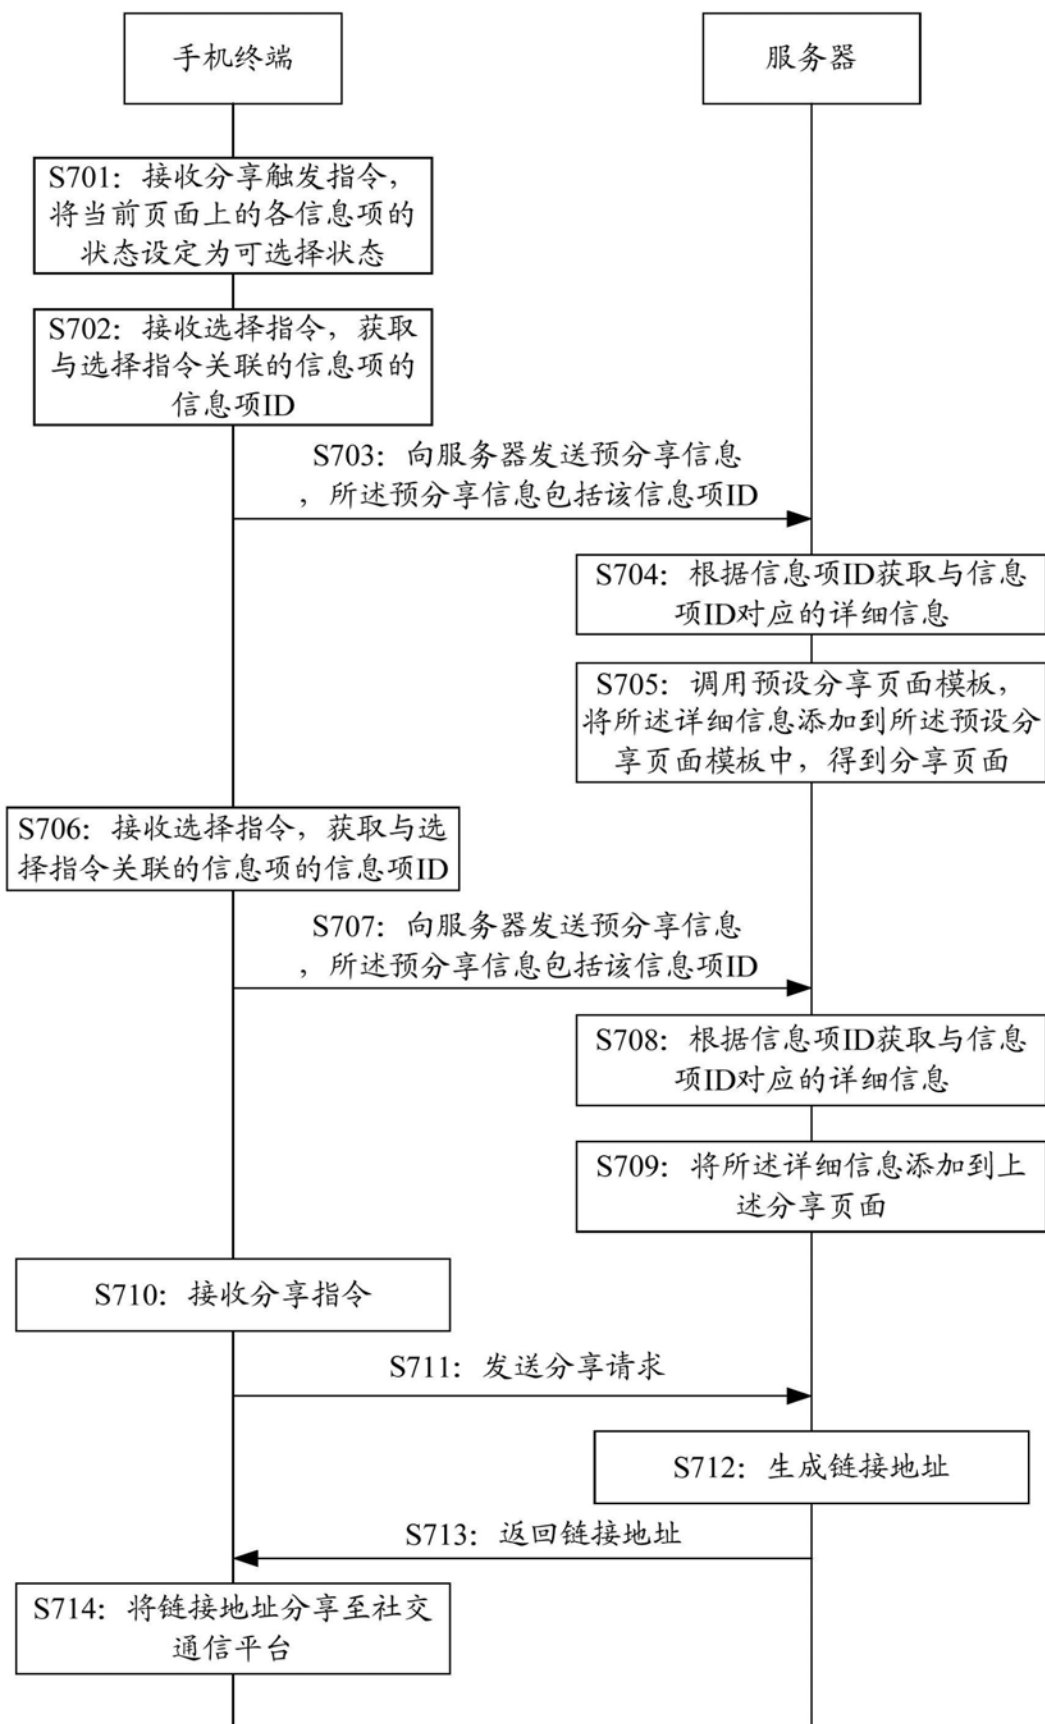 手机终端
服务器
S701：接收分享触发指令，
将当前页面上的各信息项的
状态设定为可选择状态
S702：接收选择指令，获取
与选择指令关联的信息项的
信息项ID
S703：向服务器发送预分享信息
，所述预分享信息包括该信息项ID
S704：根据信息项ID获取与信息
项ID对应的详细信息
S705：调用预设分享页面模板，
将所述详细信息添加到所述预设分
享页面模板中，得到分享页面
S706：接收选择指令，获取与选
择指令关联的信息项的信息项ID
S707：向服务器发送预分享信息
，所述预分享信息包括该信息项ID
S708：根据信息项ID获取与信息
项ID对应的详细信息
S709：将所述详细信息添加到上
述分享页面
S710：接收分享指令
S711：发送分享请求
S712：生成链接地址
S713：返回链接地址
S714：将链接地址分享至社交
通信平台